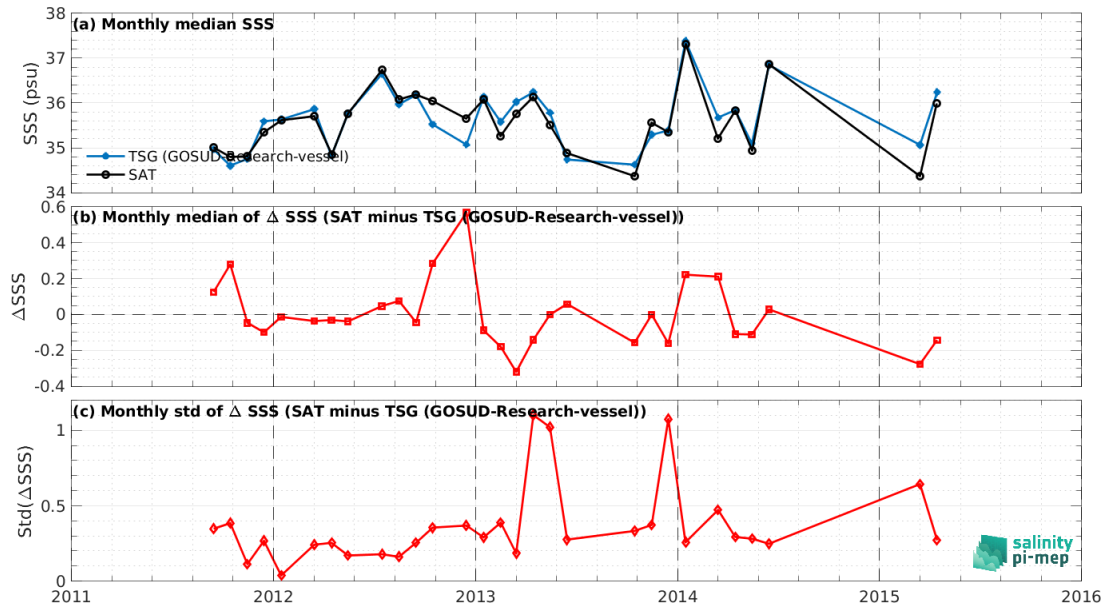 (a) Monthly median SSS
38
37
36
35
34
SSS (psu)
TSG (GOSUD-Research-vessel)
SAT
(b) Monthly median of Δ SSS (SAT minus TSG (GOSUD-Research-vessel))
0.6
0.4
0.2
0
-0.2
-0.4
ΔSSS
(c) Monthly std of Δ SSS (SAT minus TSG (GOSUD-Research-vessel))
1
0.5
0
Std(ΔSSS)
2011 2012 2013 2014 2015 2016
salinity
pi-mep